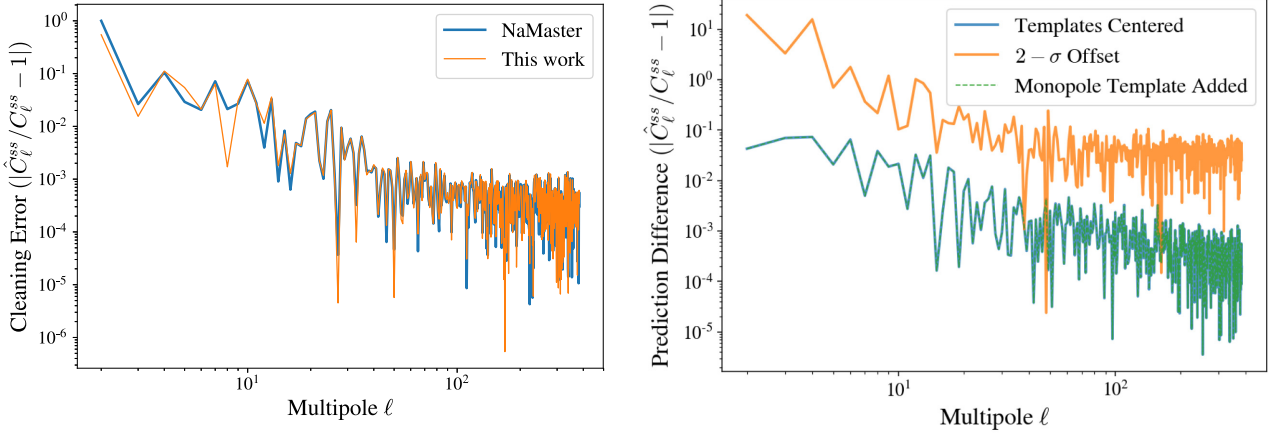 Cleaning Error (|Ĉ_ℓ^{ss}/C_ℓ^{ss} − 1|)
10^0
10^{-1}
10^{-2}
10^{-3}
10^{-4}
10^{-5}
10^{-6}
NaMaster
This work
10^1
10^2
Multipole ℓ
Prediction Difference (|Ĉ_ℓ^{ss}/C_ℓ^{ss} − 1|)
10^1
10^0
10^{-1}
10^{-2}
10^{-3}
10^{-4}
10^{-5}
Templates Centered
2 − σ Offset
Monopole Template Added
10^1
10^2
Multipole ℓ